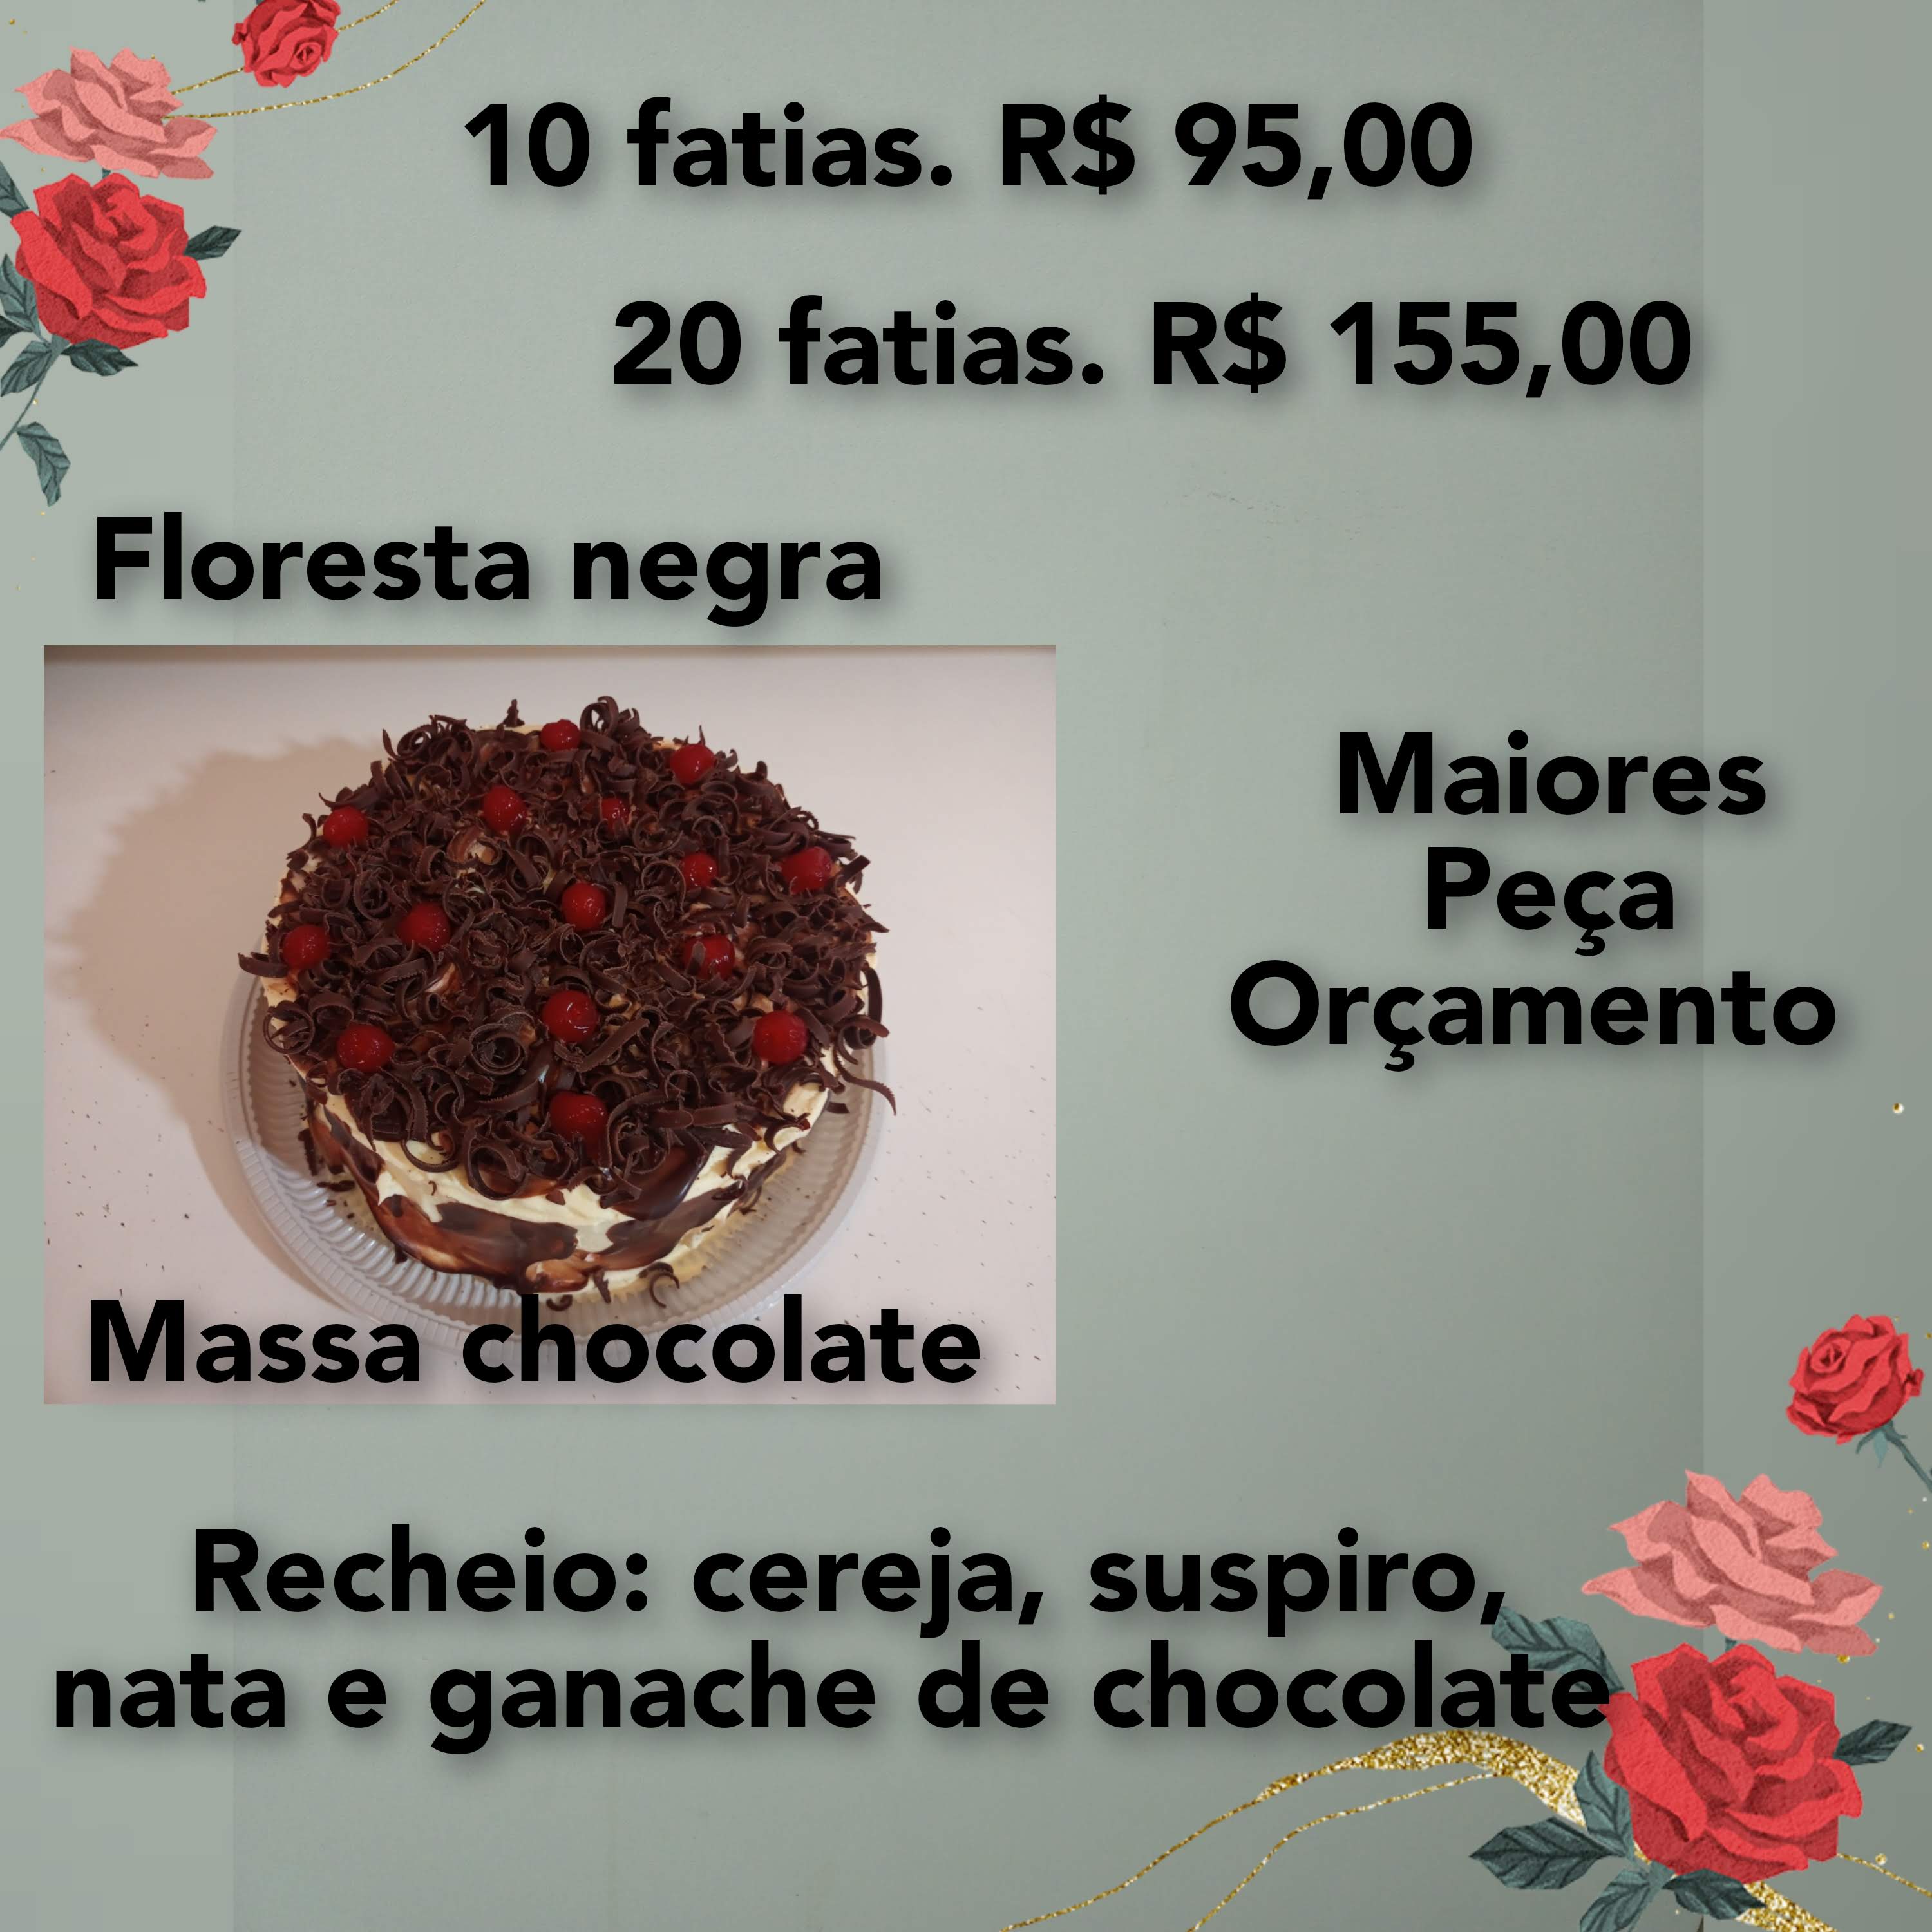 10 fatias. R$ 95,00
20 fatias. R$ 155,00
Floresta negra
Maiores
Peça
Orçamento
Massa chocolate
Recheio: cereja, suspiro,
nata e ganache de chocolate